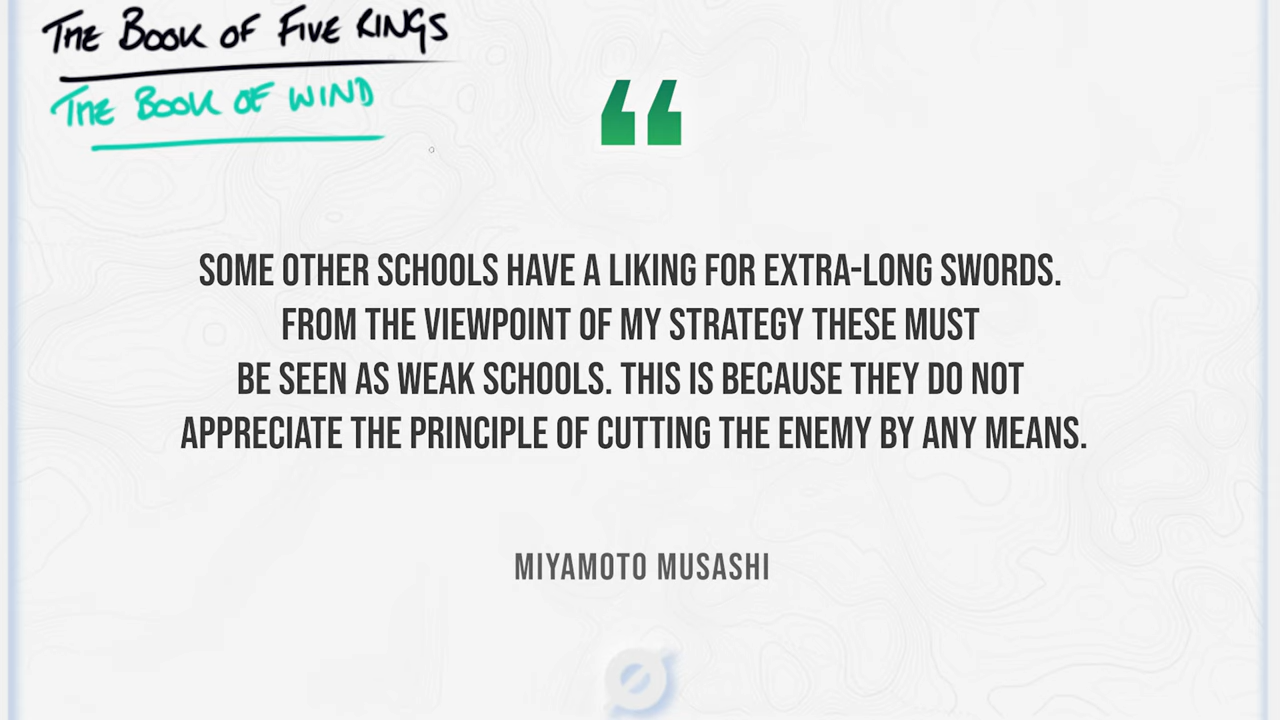 THE BOOK OF FIVE RINGS
THE BOOK OF WIND
“
SOME OTHER SCHOOLS HAVE A LIKING FOR EXTRA-LONG SWORDS.
FROM THE VIEWPOINT OF MY STRATEGY THESE MUST
BE SEEN AS WEAK SCHOOLS. THIS IS BECAUSE THEY DO NOT
APPRECIATE THE PRINCIPLE OF CUTTING THE ENEMY BY ANY MEANS.
MIYAMOTO MUSASHI